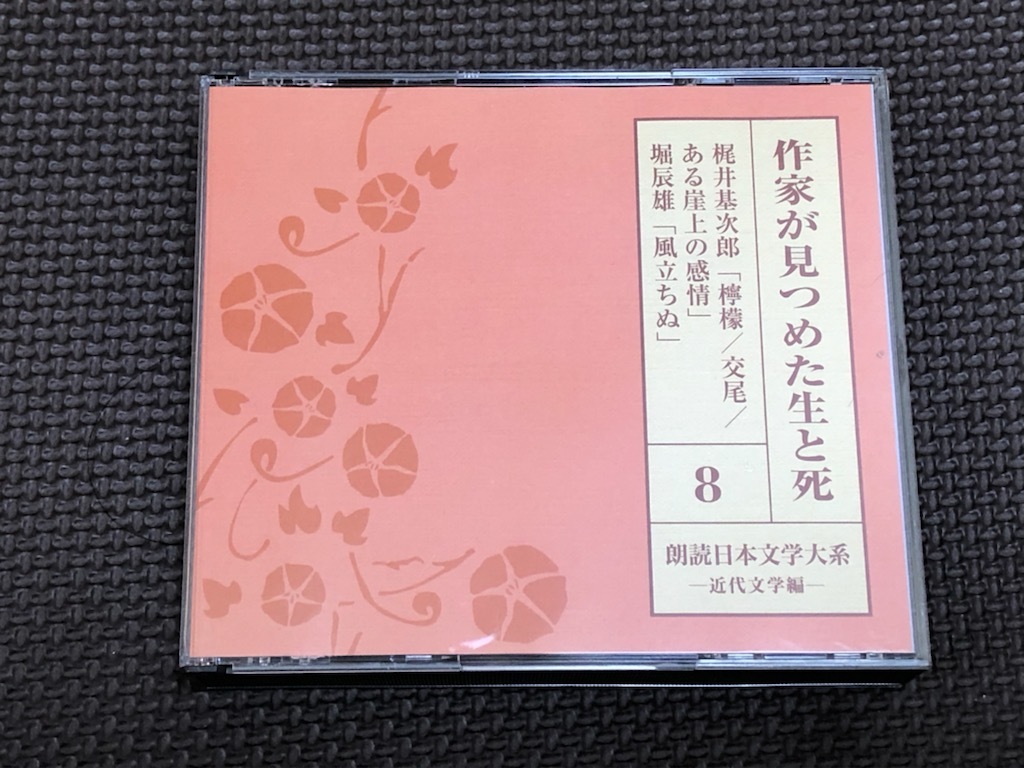 作家が見つめた生と死
梶井基次郎「檸檬／交尾／
ある崖上の感情」
堀辰雄「風立ちぬ」
8
朗読日本文学大系
―近代文学編―